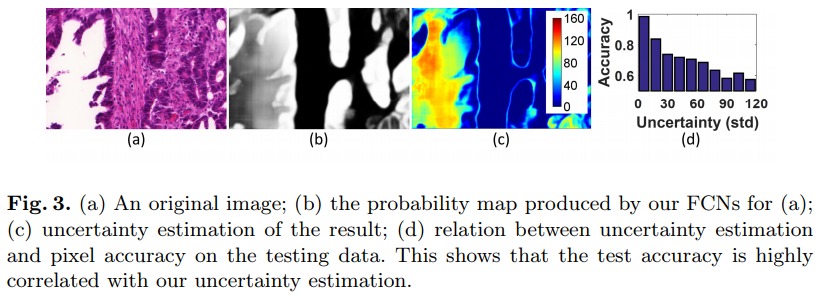 160
120
80
40
0
Accuracy
1
0.8
0.6
0 30 60 90 120
Uncertainty (std)
(a) (b) (c) (d)
Fig. 3. (a) An original image; (b) the probability map produced by our FCNs for (a);
(c) uncertainty estimation of the result; (d) relation between uncertainty estimation
and pixel accuracy on the testing data. This shows that the test accuracy is highly
correlated with our uncertainty estimation.